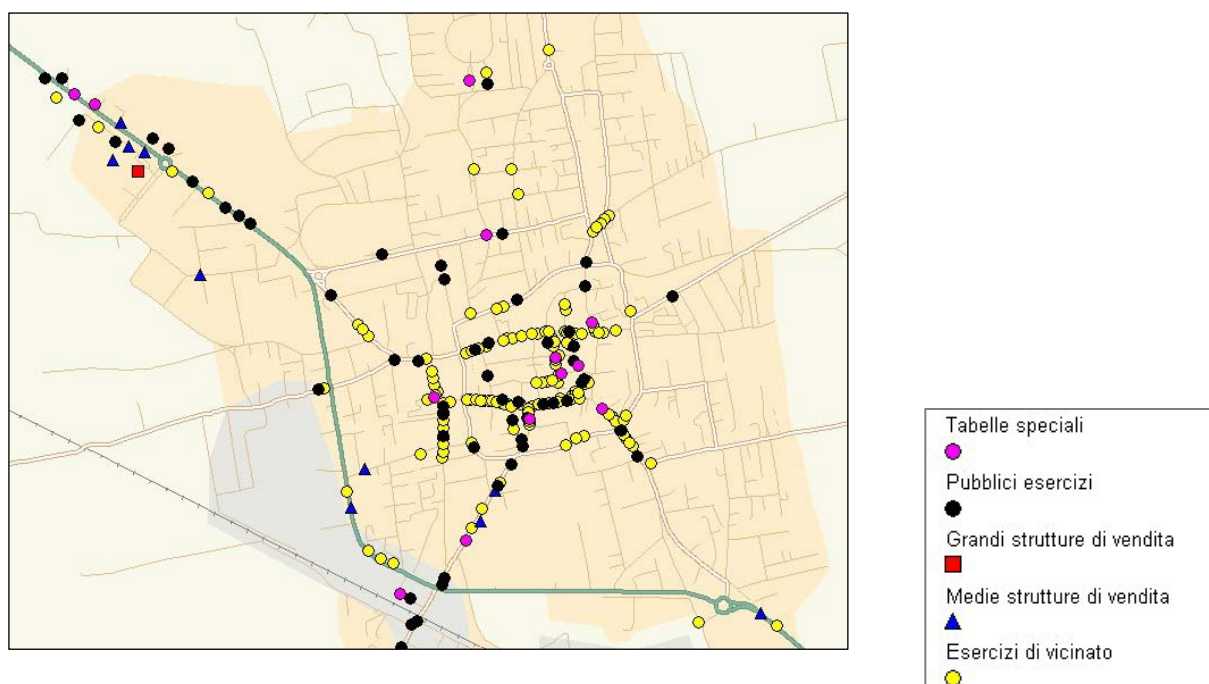 Tabelle speciali
Pubblici esercizi
Grandi strutture di vendita
Medie strutture di vendita
Esercizi di vicinato